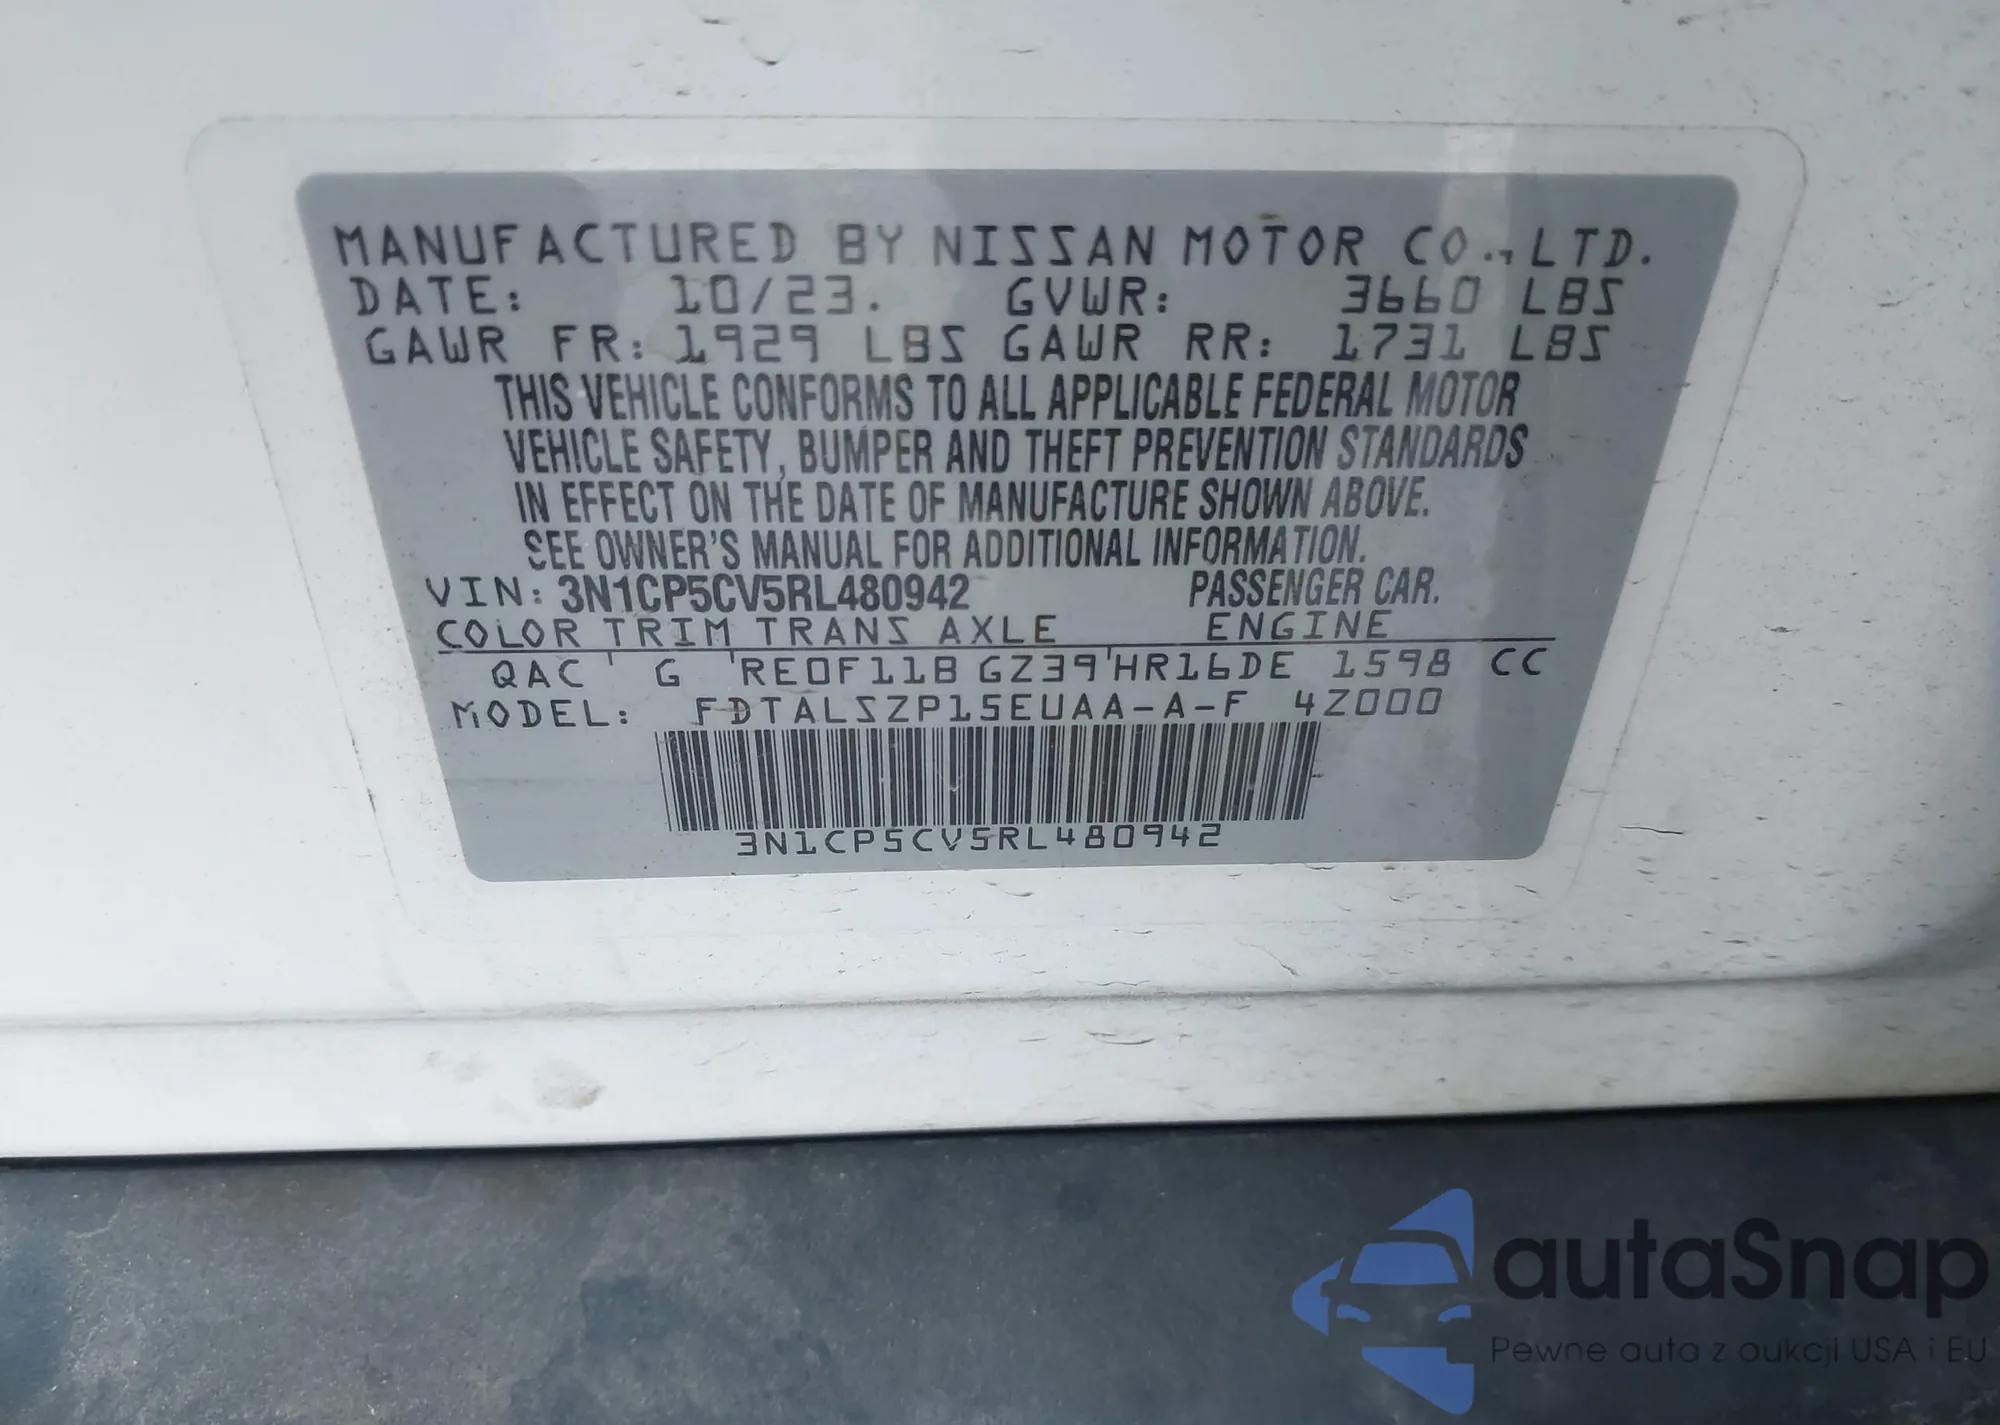 MANUFACTURED BY NISSAN MOTOR CO., LTD.
DATE: 10/23. GVWR: 3660 LBS
GAWR FR: 1929 LBS GAWR RR: 1731 LBS
THIS VEHICLE CONFORMS TO ALL APPLICABLE FEDERAL MOTOR
VEHICLE SAFETY, BUMPER AND THEFT PREVENTION STANDARDS
IN EFFECT ON THE DATE OF MANUFACTURE SHOWN ABOVE.
SEE OWNER'S MANUAL FOR ADDITIONAL INFORMATION.
VIN: 3N1CP5CV5RL480942 PASSENGER CAR.
COLOR TRIM TRANS AXLE ENGINE
QAC ' G 'RE0F11B GZ39'HR16DE 1598 CC
MODEL: FDTALSZP15EUAA-A-F 4Z000
3N1CP5CV5RL480942
autaSnap
Pewne auta z aukcji USA i EU